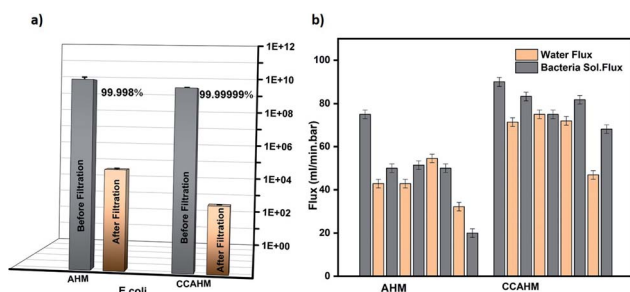 a)
1E+12
1E+10
1E+08
1E+06
1E+04
1E+02
1E+00
99.998%
99.99999%
Before Filtration
After Filtration
Before Filtration
After Filtration
AHM
CCAHM
E.coli
b)
Water Flux
Bacteria Sol.Flux
Flux (ml/min.bar)
100
80
60
40
20
0
AHM
CCAHM